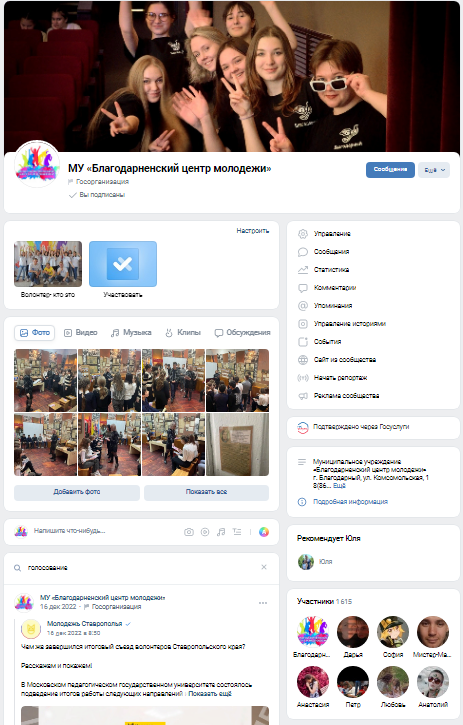 МУ «Благодарненский центр молодежи»
Госорганизация
Вы подписаны
Сообщение
Ещё
Настроить
Волонтер- кто это
Участвовать
Фото
Видео
Музыка
Клипы
Обсуждения
Добавить фото
Показать все
Напишите что-нибудь...
голосование
МУ «Благодарненский центр молодежи»
16 дек 2022 · Госорганизация
Молодежь Ставрополья
16 дек 2022 в 8:50
Чем жа завершился итоговый съезд волонтеров Ставропольского края?
Расскажем и покажем!
В Московском педагогическом государственном университете состоялось
подведение итогов работы следующих направлений : Показать ещё
Управление
Сообщения
Статистика
Комментарии
Упоминания
Управление историями
События
Сайт из сообщества
Начать репортаж
Реклама сообщества
Подтверждено через Госуслуги
Муниципальное учреждение
«Благодарненский центр молодежи»
г. Благодарный, ул. Комсомольская, 1
8(86... Ещё
Подробная информация
Рекомендует Юля
Юля
Участники 1 615
Благодарн...
Дарья
София
Мистер-Ма...
Анастасия
Петр
Любовь
Анатолий